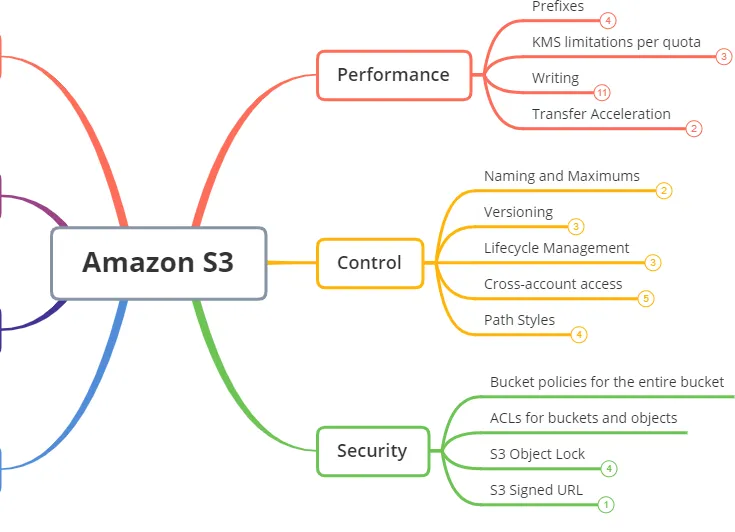 Prefixes
4
KMS limitations per quota
3
Performance
Writing
11
Transfer Acceleration
2
Naming and Maximums
2
Versioning
3
Amazon S3
Control
Lifecycle Management
3
Cross-account access
5
Path Styles
4
Bucket policies for the entire bucket
ACLs for buckets and objects
Security
S3 Object Lock
4
S3 Signed URL
1